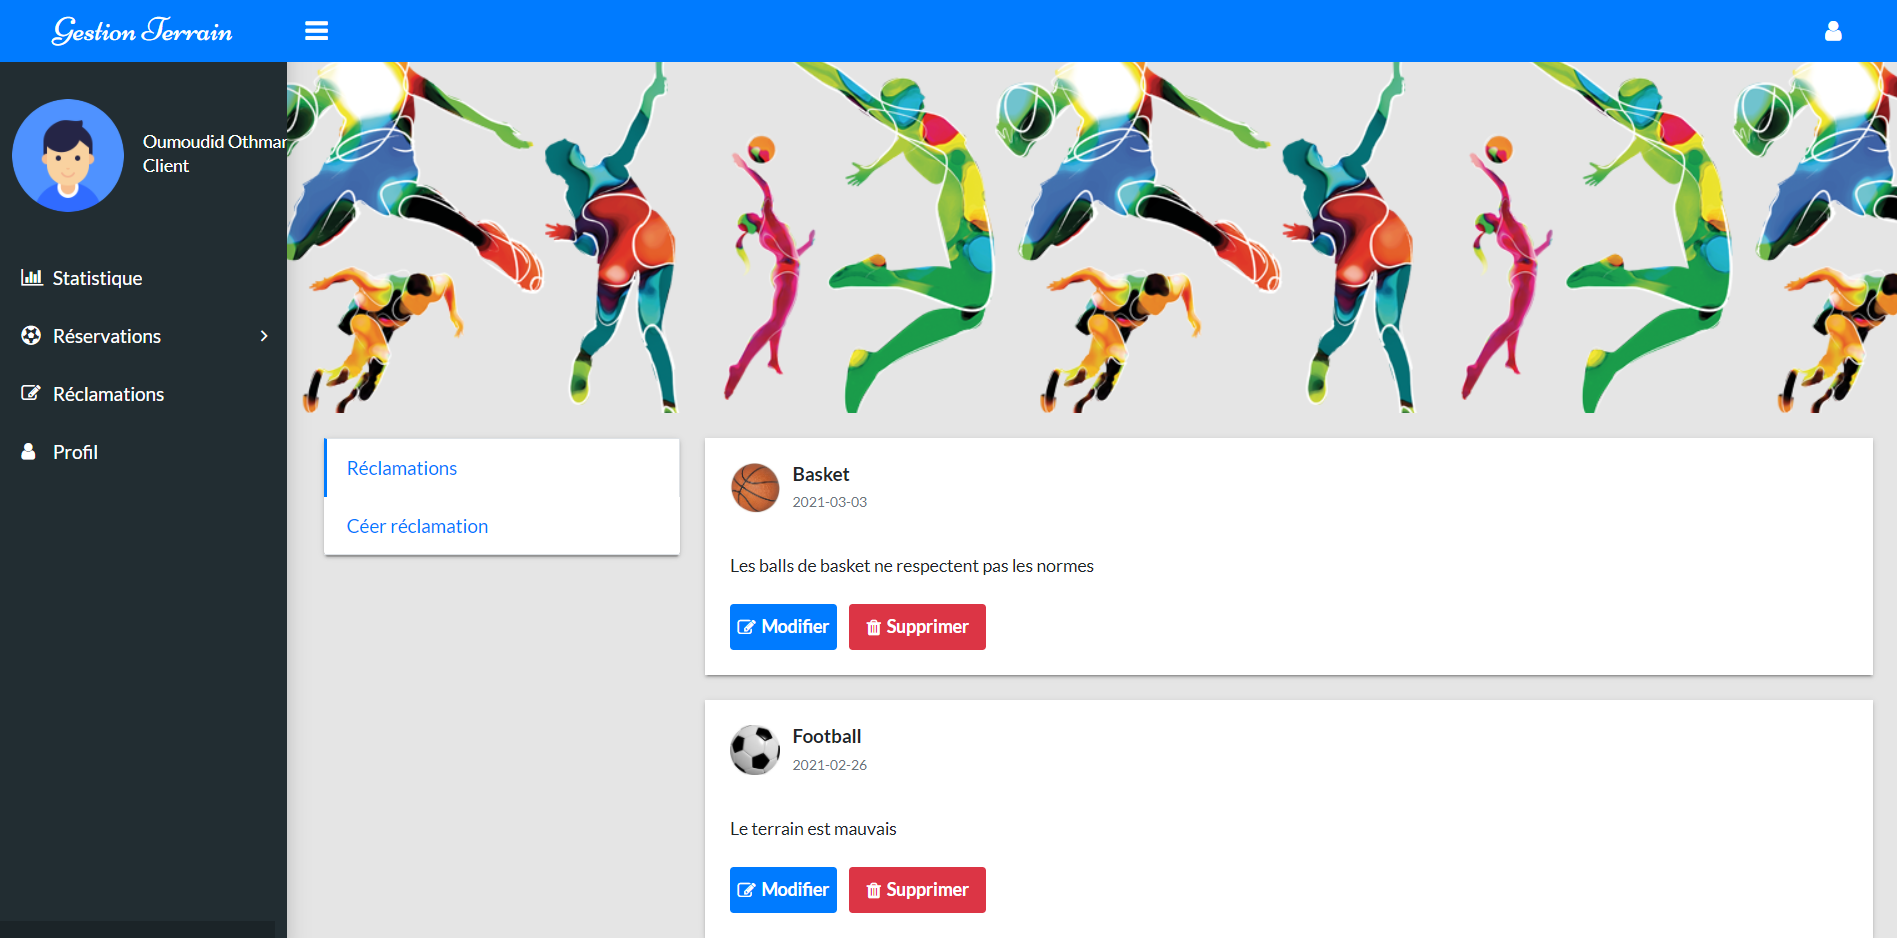 Gestion Terrain
Oumoudid Othmar
Client
Statistique
Réservations
Réclamations
Profil
Réclamations
Céer réclamation
Basket
2021-03-03
Les balls de basket ne respectent pas les normes
Modifier Supprimer
Football
2021-02-26
Le terrain est mauvais
Modifier Supprimer